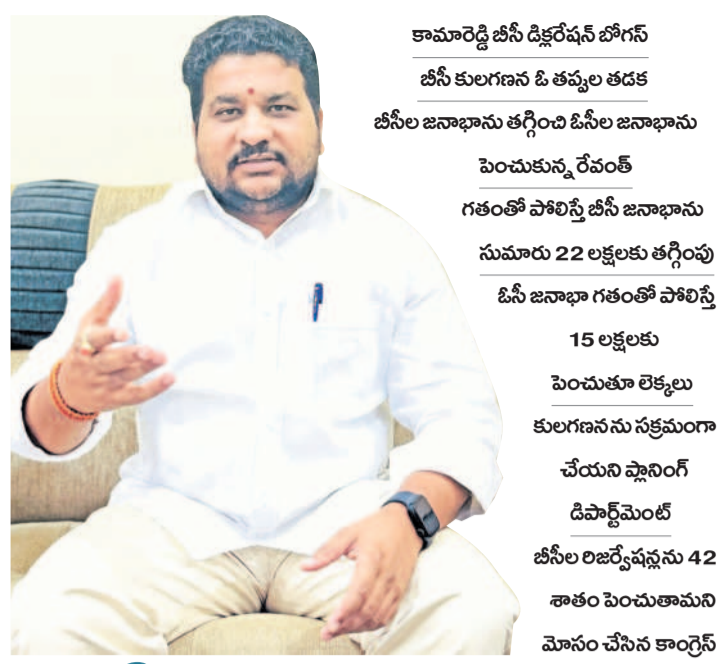 కామారెడ్డి బీసీ డిక్లరేషన్ బోగస్
బీసీ కులగణన ఓ తప్పుల తడక
బీసీల జనాభాను తగ్గించి ఓసీల జనాభాను
పెంచుకున్న రేవంత్
గతంతో పోలిస్తే బీసీ జనాభాను
సుమారు 22 లక్షలకు తగ్గింపు
ఓసీ జనాభా గతంతో పోలిస్తే
15 లక్షలకు
పెంచుతూ లెక్కలు
కులగణనను సక్రమంగా
చేయని ప్లానింగ్
డిపార్ట్‌మెంట్
బీసీల రిజర్వేషన్లను 42
శాతం పెంచుతామని
మోసం చేసిన కాంగ్రెస్